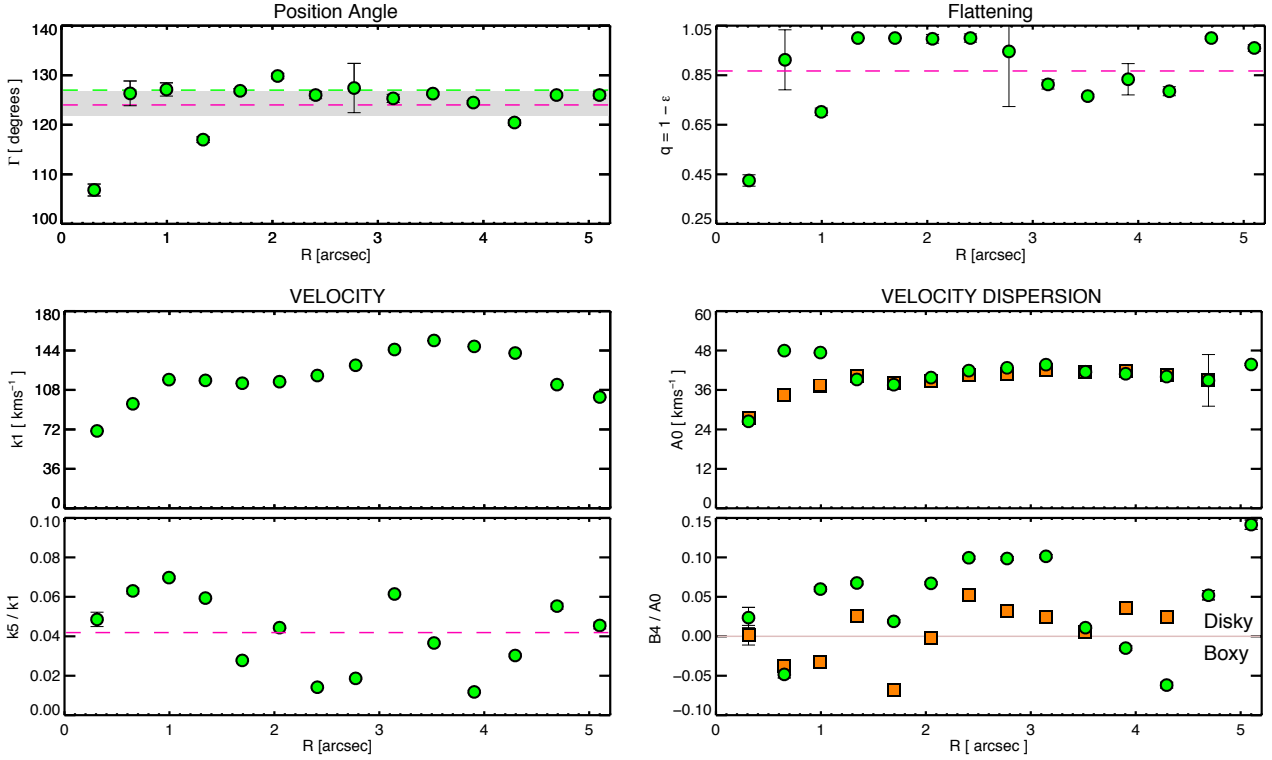 Position Angle
140
130
120
110
100
Γ [ degrees ]
0 1 2 3 4 5
R [arcsec]
Flattening
1.05
0.85
0.65
0.45
0.25
q = 1 − ε
0 1 2 3 4 5
R [arcsec]
VELOCITY
180
144
108
72
36
0
k1 [ kms⁻¹ ]
0.10
0.08
0.06
0.04
0.02
0.00
k5 / k1
0 1 2 3 4 5
R [arcsec]
VELOCITY DISPERSION
60
48
36
24
12
0
A0 [ kms⁻¹ ]
0.15
0.10
0.05
0.00
−0.05
−0.10
B4 / A0
Disky
Boxy
0 1 2 3 4 5
R [ arcsec ]